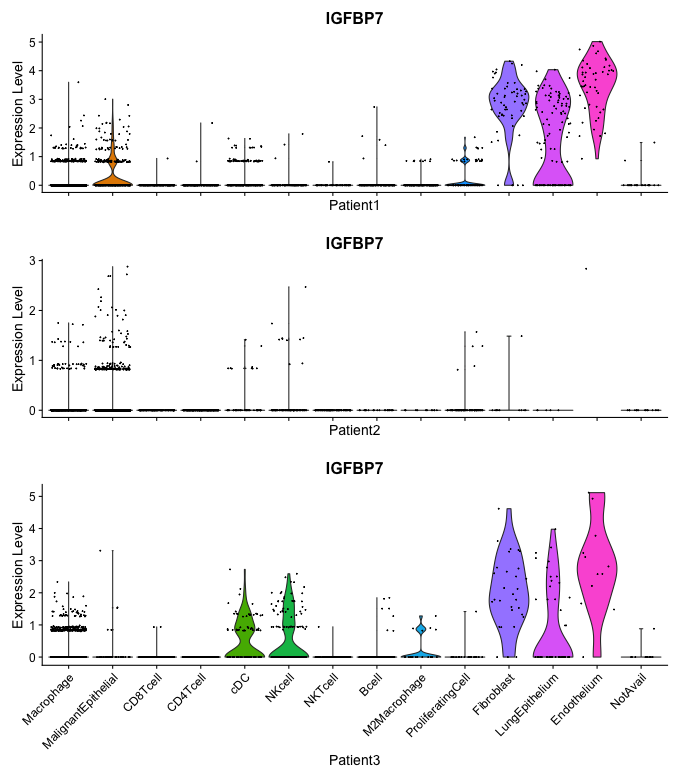 IGFBP7
Expression Level
5
4
3
2
1
0
Patient1
IGFBP7
Expression Level
3
2
1
0
Patient2
IGFBP7
Expression Level
5
4
3
2
1
0
Macrophage
MalignantEpithelial
CD8Tcell
CD4Tcell
cDC
NKcell
NKTcell
Bcell
M2Macrophage
ProliferatingCell
Fibroblast
LungEpithelium
Endothelium
NotAvail
Patient3